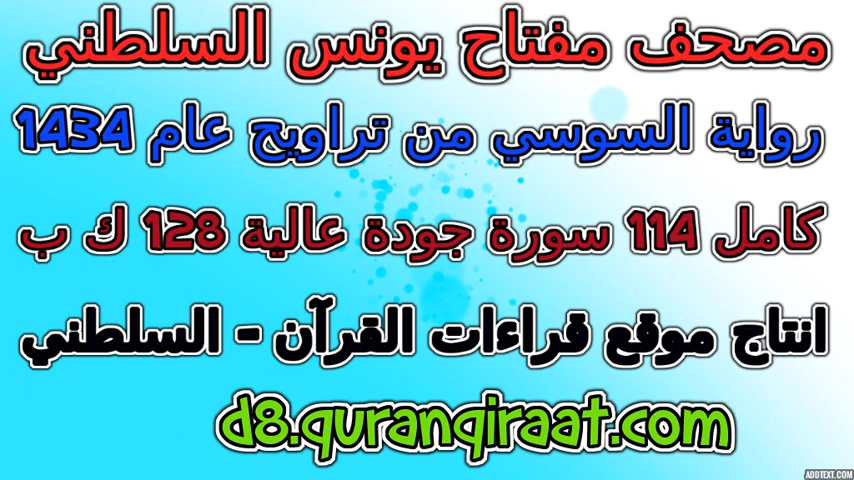 مصحف مفتاح يونس السلطني
رواية السوسي من تراويح عام 1434
كامل 114 سورة جودة عالية 128 ك ب
انتاج موقع قراءات القرآن - السلطني
d8.quranqiraat.com
ADDTEXT.COM